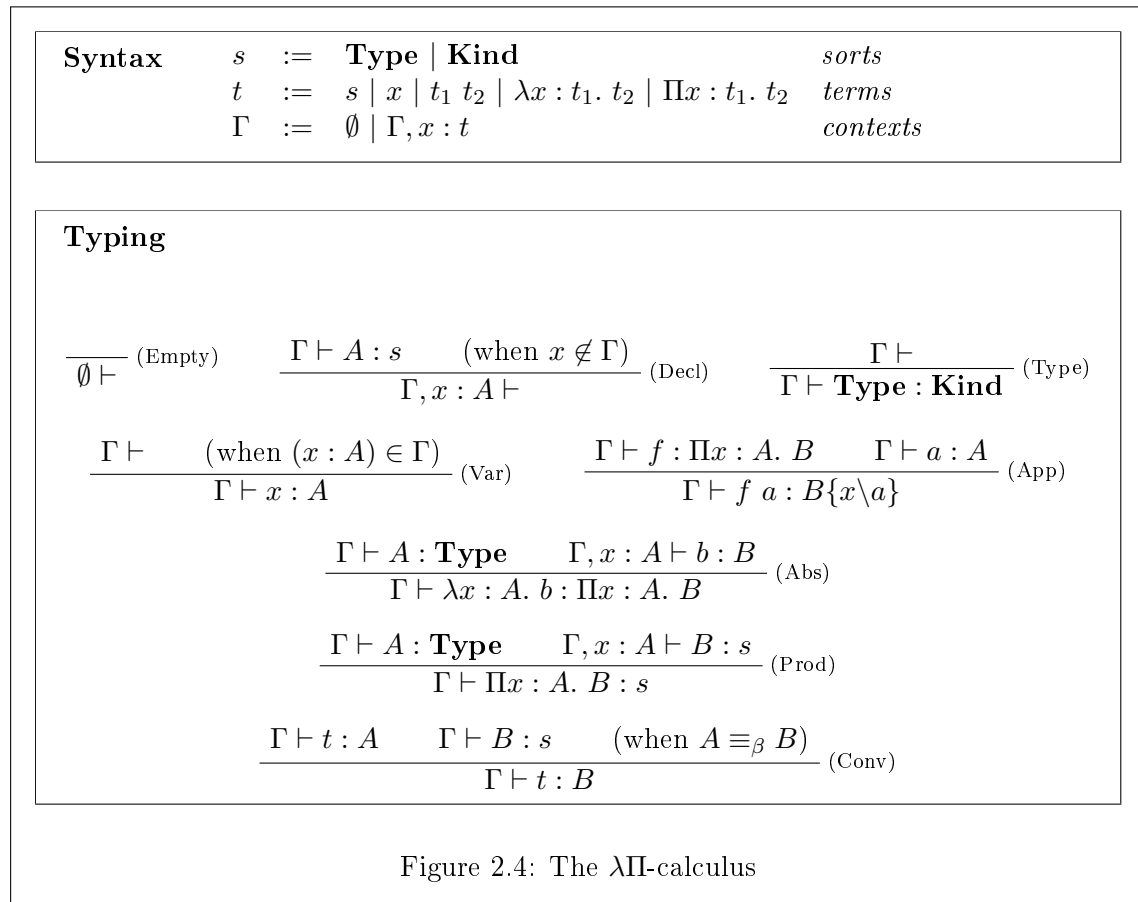 Syntax s := Type | Kind sorts
t := s | x | t₁ t₂ | λx : t₁. t₂ | Πx : t₁. t₂ terms
Γ := ∅ | Γ, x : t contexts
Typing
∅ ⊢ (Empty)
Γ ⊢ A : s (when x ∉ Γ)
Γ, x : A ⊢ (Decl)
Γ ⊢
Γ ⊢ Type : Kind (Type)
Γ ⊢ (when (x : A) ∈ Γ)
Γ ⊢ x : A (Var)
Γ ⊢ f : Πx : A. B Γ ⊢ a : A
Γ ⊢ f a : B{x\a} (App)
Γ ⊢ A : Type Γ, x : A ⊢ b : B
Γ ⊢ λx : A. b : Πx : A. B (Abs)
Γ ⊢ A : Type Γ, x : A ⊢ B : s
Γ ⊢ Πx : A. B : s (Prod)
Γ ⊢ t : A Γ ⊢ B : s (when A ≡β B)
Γ ⊢ t : B (Conv)
Figure 2.4: The λΠ-calculus